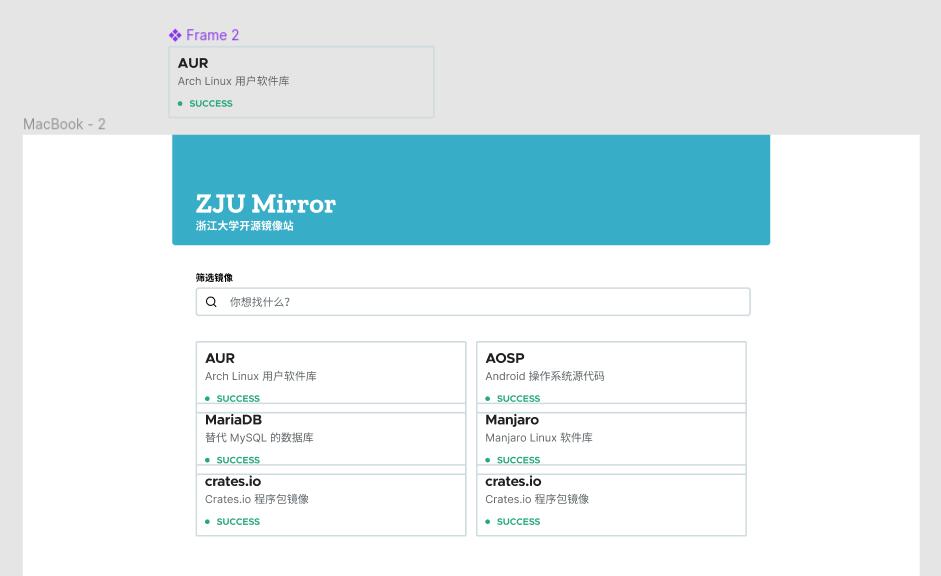 Frame 2
AUR
Arch Linux 用户软件库
SUCCESS
MacBook - 2
ZJU Mirror
浙江大学开源镜像站
筛选镜像
你想找什么?
AUR
Arch Linux 用户软件库
SUCCESS
AOSP
Android 操作系统源代码
SUCCESS
MariaDB
替代 MySQL 的数据库
SUCCESS
Manjaro
Manjaro Linux 软件库
SUCCESS
crates.io
Crates.io 程序包镜像
SUCCESS
crates.io
Crates.io 程序包镜像
SUCCESS